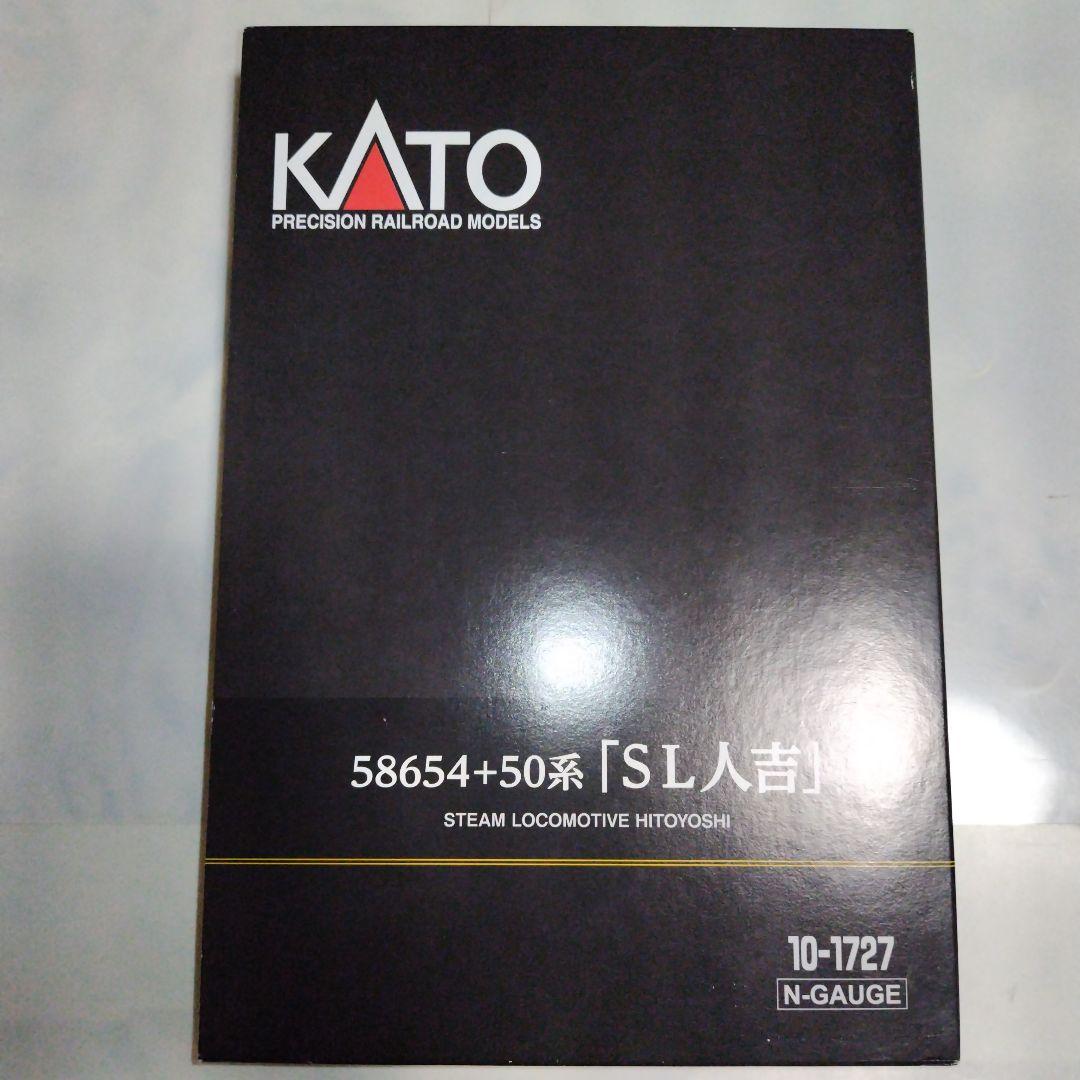 KATO
PRECISION RAILROAD MODELS
58654+50系「SL人吉」
STEAM LOCOMOTIVE HITOYOSHI
10-1727
N-GAUGE